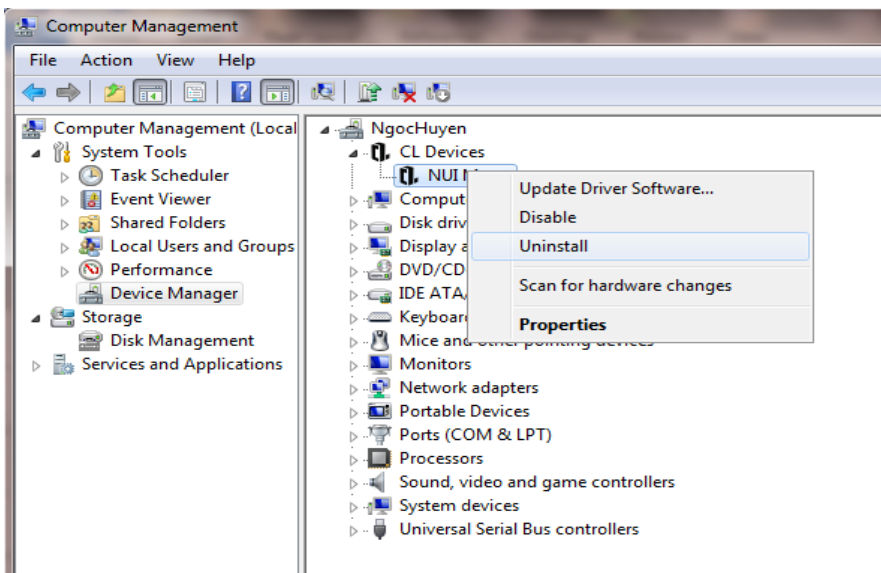 Computer Management
File Action View Help
Computer Management (Local
System Tools
Task Scheduler
Event Viewer
Shared Folders
Local Users and Groups
Performance
Device Manager
Storage
Disk Management
Services and Applications
NgocHuyen
CL Devices
NUI
Comput
Disk driv
Display a
DVD/CD
IDE ATA/
Keyboar
Mice and other pointing devices
Monitors
Network adapters
Portable Devices
Ports (COM & LPT)
Processors
Sound, video and game controllers
System devices
Universal Serial Bus controllers
Update Driver Software...
Disable
Uninstall
Scan for hardware changes
Properties